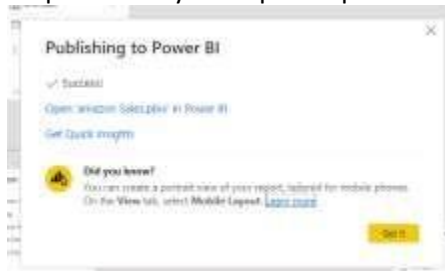 Publishing to Power BI
✓ Success
Open 'amazon Sales.pbix' in Power BI
Get Quick Insights
Did you know?
You can create a portrait view of your report, tailored for mobile phones.
On the View tab, select Mobile Layout. Learn more
Got it